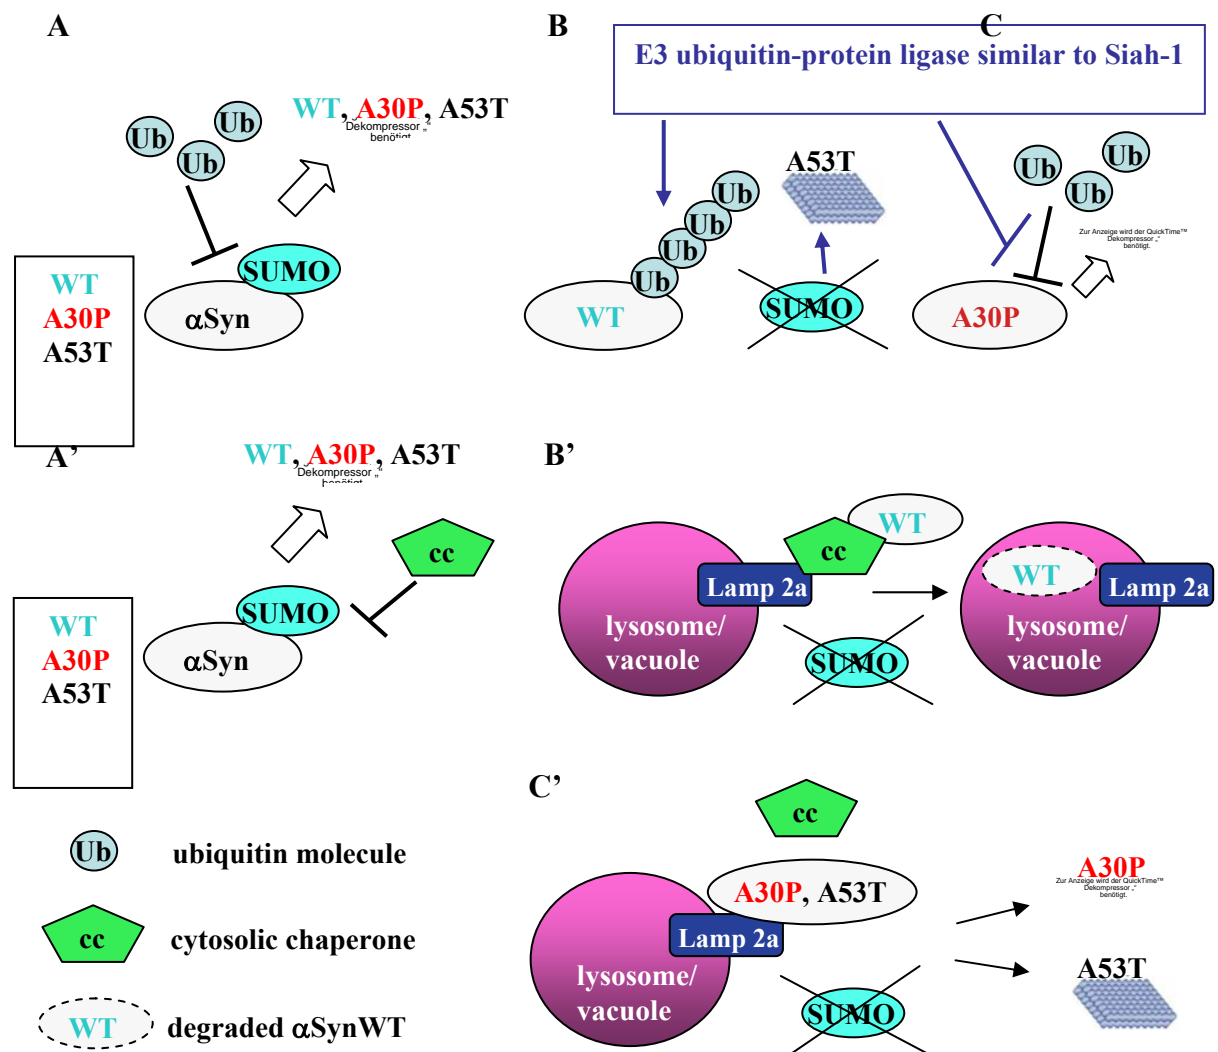 A
Ub
Ub
Ub
WT, A30P, A53T
Dekompressor „“
benötigt.
WT
A30P
A53T
SUMO
αSyn
B
C
E3 ubiquitin-protein ligase similar to Siah-1
Ub
Ub
Ub
Ub
WT
A53T
SUMO
Ub
Ub
Ub
Zur Anzeige wird der QuickTime™
Dekompressor „“
benötigt.
A30P
A’
WT, A30P, A53T
Dekompressor „“
benötigt
cc
WT
A30P
A53T
SUMO
αSyn
B’
WT
cc
Lamp 2a
lysosome/
vacuole
SUMO
WT
Lamp 2a
lysosome/
vacuole
C’
cc
A30P, A53T
Lamp 2a
lysosome/
vacuole
SUMO
A30P
Zur Anzeige wird der QuickTime™
Dekompressor „“
benötigt.
A53T
Ub
ubiquitin molecule
cc
cytosolic chaperone
WT
degraded αSynWT